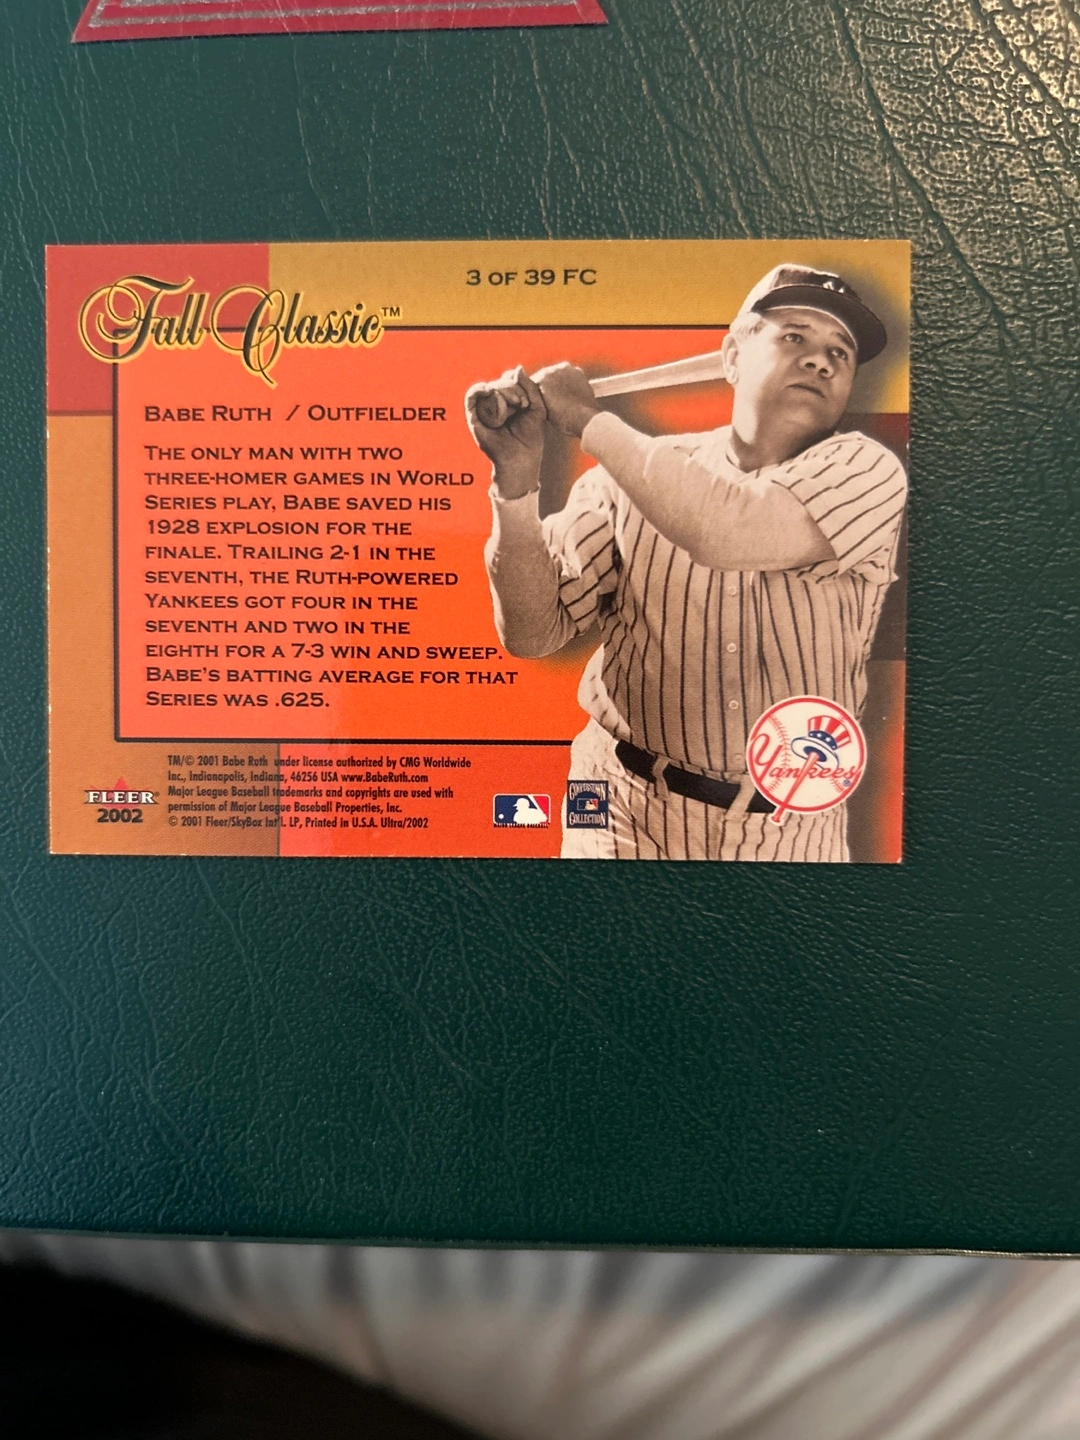 Fall Classic™
3 OF 39 FC
BABE RUTH / OUTFIELDER
THE ONLY MAN WITH TWO
THREE-HOMER GAMES IN WORLD
SERIES PLAY, BABE SAVED HIS
1928 EXPLOSION FOR THE
FINALE. TRAILING 2-1 IN THE
SEVENTH, THE RUTH-POWERED
YANKEES GOT FOUR IN THE
SEVENTH AND TWO IN THE
EIGHTH FOR A 7-3 WIN AND SWEEP.
BABE'S BATTING AVERAGE FOR THAT
SERIES WAS .625.
TM/© 2001 Babe Ruth under license authorized by CMG Worldwide
Inc., Indianapolis, Indiana, 46256 USA www.BabeRuth.com
Major League Baseball trademarks and copyrights are used with
permission of Major League Baseball Properties, Inc.
© 2001 Fleer/SkyBox Int'l. LP, Printed in U.S.A. Ultra/2002
FLEER®
2002
MAJOR LEAGUE BASEBALL
COOPERSTOWN
COLLECTION
Yankees®